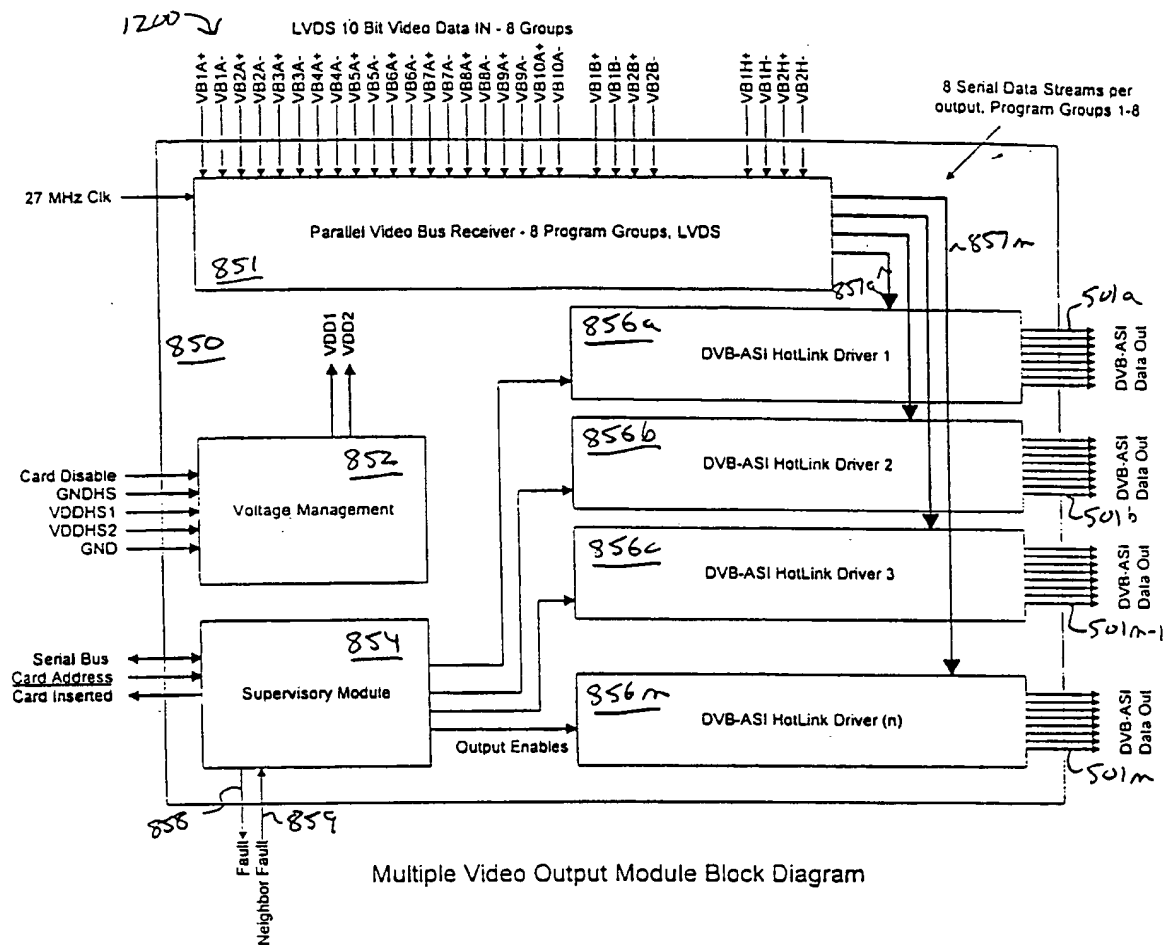 1200
LVDS 10 Bit Video Data IN - 8 Groups
VB1A+
VB1A-
VB2A+
VB2A-
VB3A+
VB3A-
VB4A+
VB4A-
VB5A+
VB5A-
VB6A+
VB6A-
VB7A+
VB7A-
VB8A+
VB8A-
VB9A+
VB9A-
VB10A+
VB10A-
VB1B+
VB1B-
VB2B+
VB2B-
VB1H+
VB1H-
VB2H+
VB2H-
8 Serial Data Streams per
output, Program Groups 1-8
27 MHz Clk
Parallel Video Bus Receiver - 8 Program Groups, LVDS
851
857a
857n
850
VDD1
VDD2
856a
DVB-ASI HotLink Driver 1
501a
DVB-ASI
Data Out
852
Voltage Management
Card Disable
GNDHS
VDDHS1
VDDHS2
GND
856b
DVB-ASI HotLink Driver 2
501b
DVB-ASI
Data Out
856c
DVB-ASI HotLink Driver 3
501n-1
DVB-ASI
Data Out
854
Supervisory Module
Serial Bus
Card Address
Card Inserted
Output Enables
856n
DVB-ASI HotLink Driver (n)
501n
DVB-ASI
Data Out
858
859
Fault
Neighbor Fault
Multiple Video Output Module Block Diagram